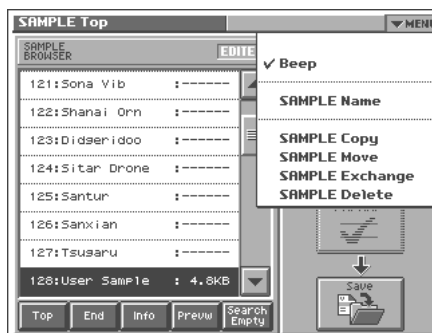 SAMPLE Top
MENU
SAMPLE
BROWSER
EDITE
121:Sona Vib :------
122:Shanai Orn :------
123:Didgeridoo :------
124:Sitar Drone :------
125:Santur :------
126:Sanxian :------
127:Tsugaru :------
128:User Sample : 4.8KB
Top End Info Prevw Search
Empty
✓ Beep
SAMPLE Name
SAMPLE Copy
SAMPLE Move
SAMPLE Exchange
SAMPLE Delete
Save